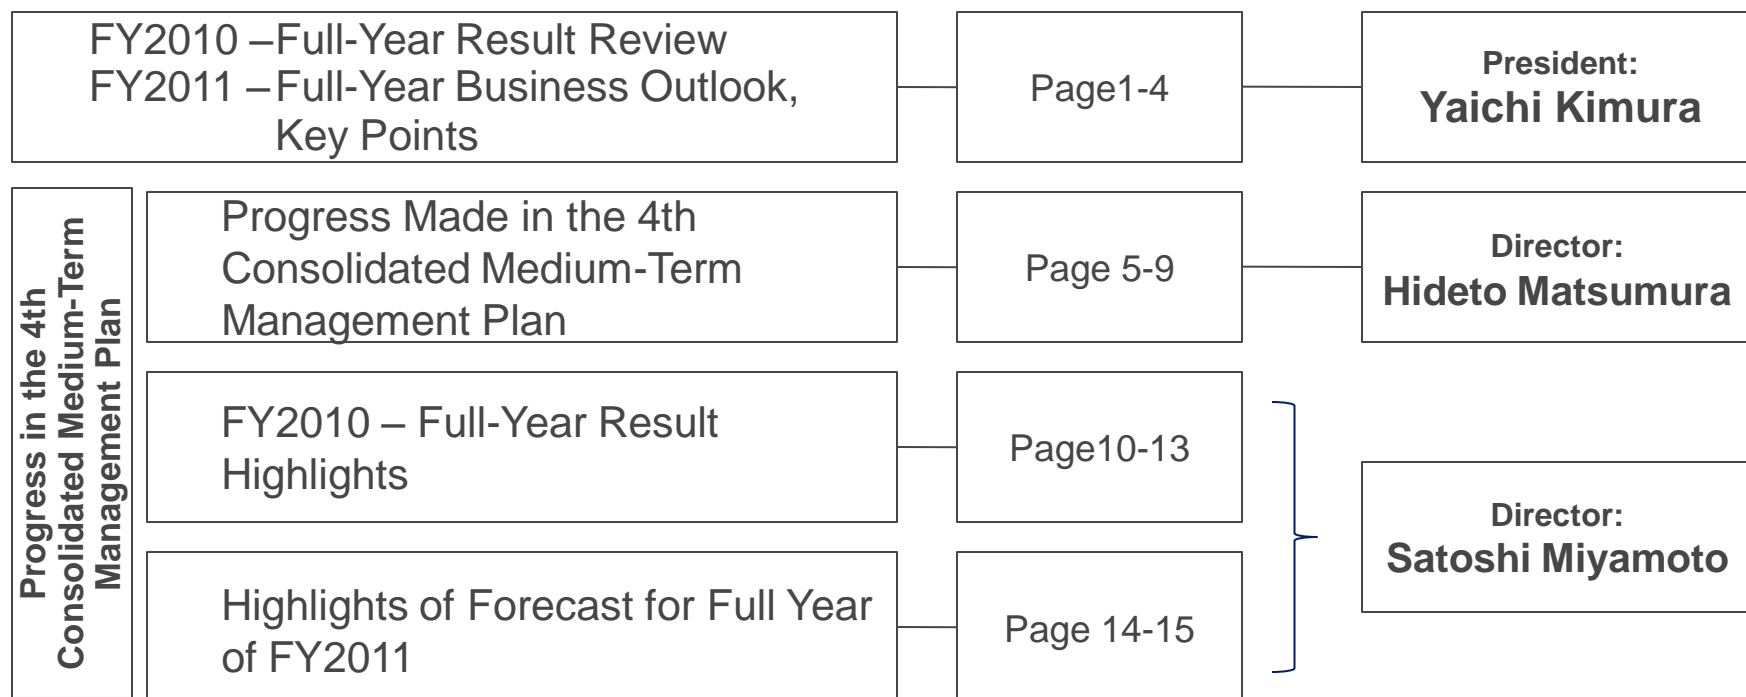 FY2010 –Full-Year Result Review
FY2011 –Full-Year Business Outlook,
Key Points
Page1-4
President:
Yaichi Kimura
Progress in the 4th
Consolidated Medium-Term
Management Plan
Progress Made in the 4th
Consolidated Medium-Term
Management Plan
Page 5-9
Director:
Hideto Matsumura
FY2010 – Full-Year Result
Highlights
Page10-13
Highlights of Forecast for Full Year
of FY2011
Page 14-15
Director:
Satoshi Miyamoto